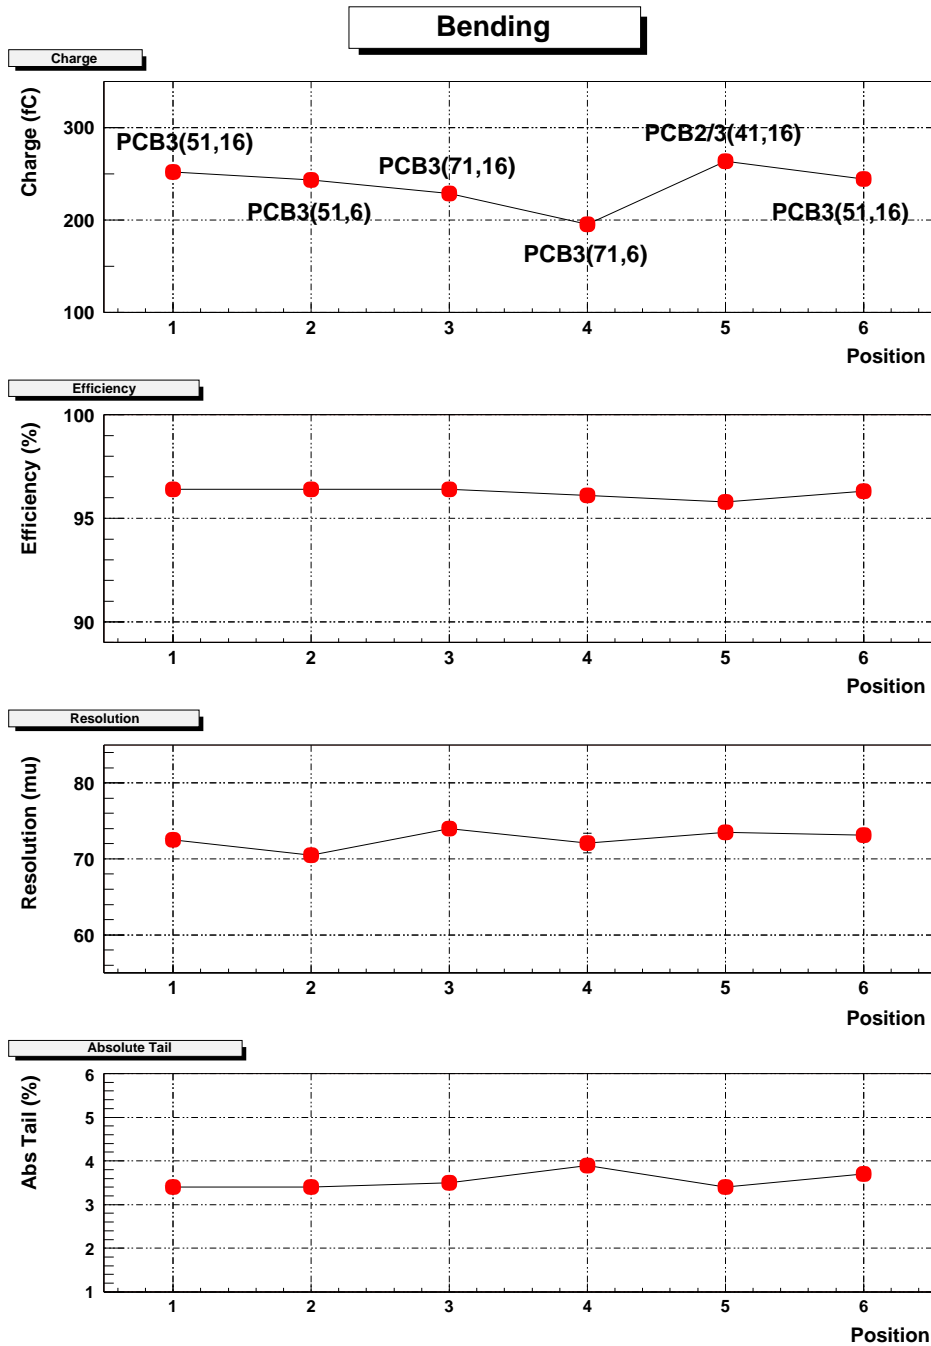 Bending
Charge
Charge (fC)
300
200
100
PCB3(51,16)
PCB3(51,6)
PCB3(71,16)
PCB3(71,6)
PCB2/3(41,16)
PCB3(51,16)
1 2 3 4 5 6
Position
Efficiency
Efficiency (%)
100
95
90
1 2 3 4 5 6
Position
Resolution
Resolution (mu)
80
70
60
1 2 3 4 5 6
Position
Absolute Tail
Abs Tail (%)
6
5
4
3
2
1
1 2 3 4 5 6
Position